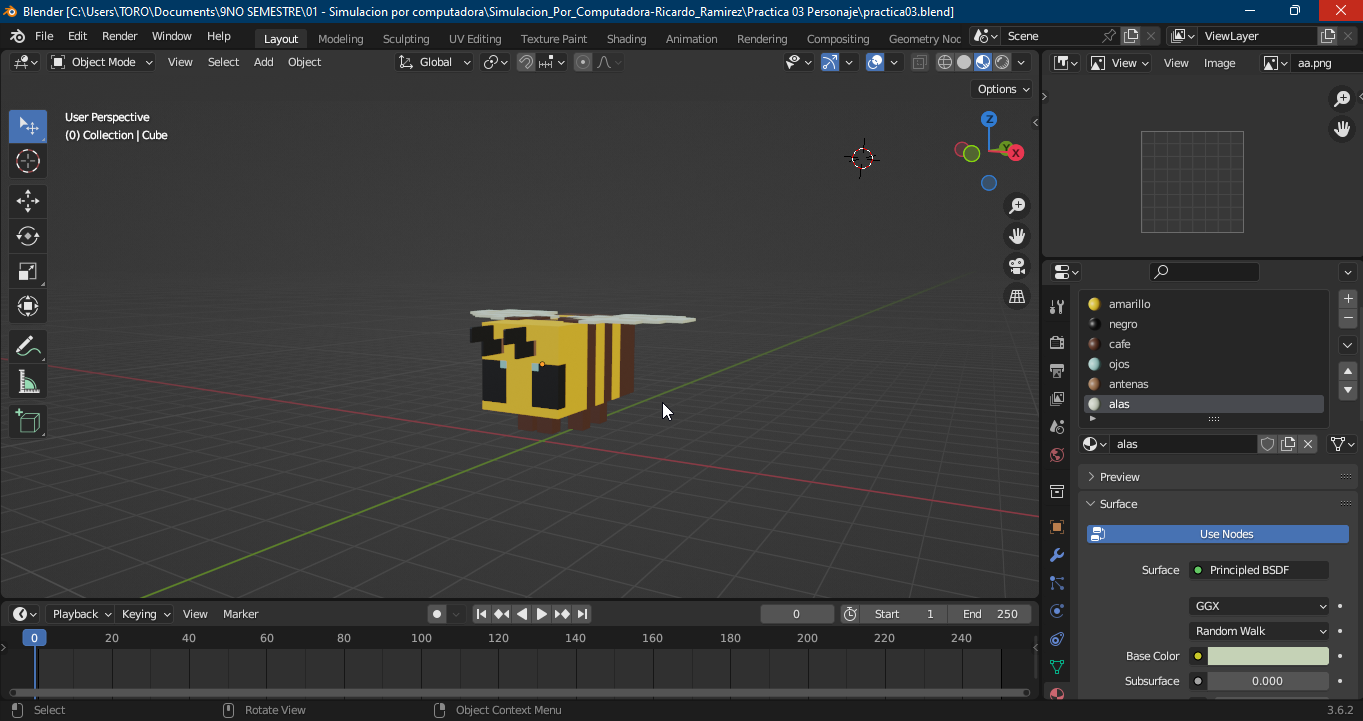 Blender [C:\Users\TORO\Documents\9NO SEMESTRE\01 - Simulacion por computadora\Simulacion_Por_Computadora-Ricardo_Ramirez\Practica 03 Personaje\practica03.blend]
File Edit Render Window Help Layout Modeling Sculpting UV Editing Texture Paint Shading Animation Rendering Compositing Geometry Noc Scene ViewLayer
Object Mode View Select Add Object Global View View Image aa.png
Options
User Perspective
(0) Collection | Cube
Z
Y
X
amarillo
negro
cafe
ojos
antenas
alas
alas
Preview
Surface
Use Nodes
Surface Principled BSDF
GGX
Random Walk
Base Color
Subsurface 0.000
Playback Keying View Marker 0 Start 1 End 250
0 20 40 60 80 100 120 140 160 180 200 220 240
Select Rotate View Object Context Menu 3.6.2